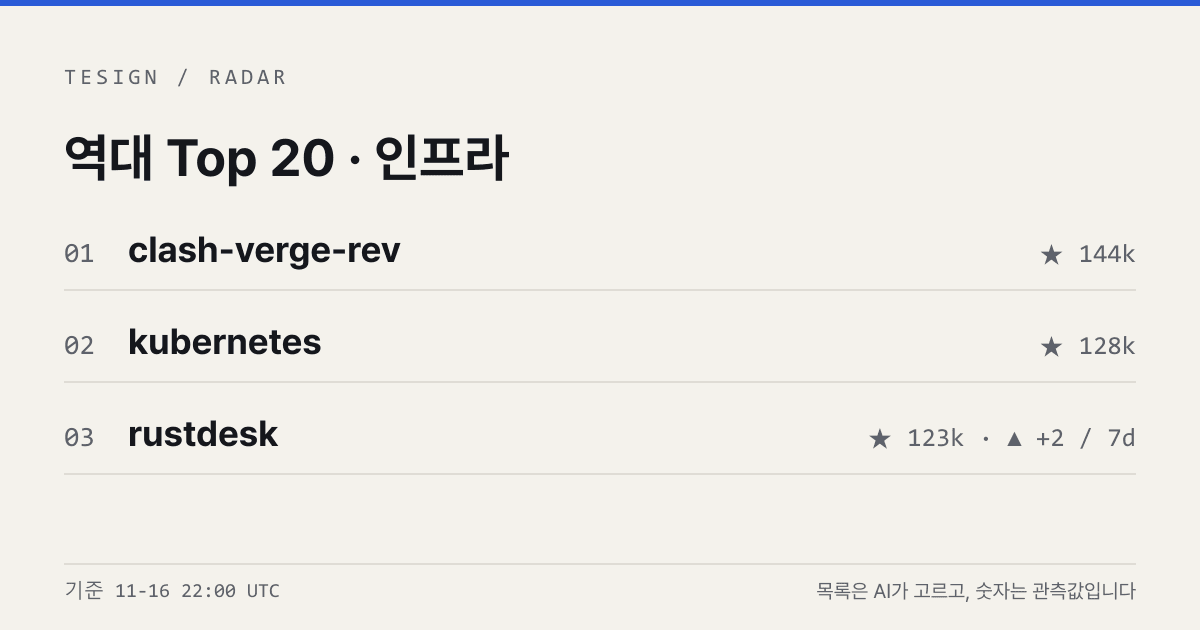 TESIGN / RADAR
역대 Top 20 · 인프라
01 clash-verge-rev ★ 144k
02 kubernetes ★ 128k
03 rustdesk ★ 123k · ▲ +2 / 7d
기준 11-16 22:00 UTC 목록은 AI가 고르고, 숫자는 관측값입니다